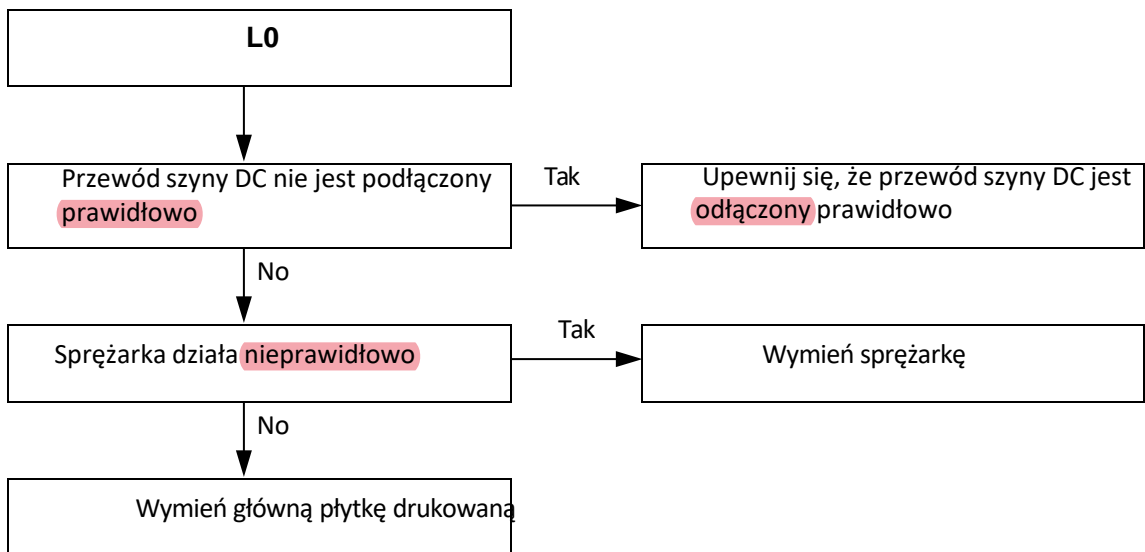 L0
Przewód szyny DC nie jest podłączony
prawidłowo
Tak
Upewnij się, że przewód szyny DC jest
odłączony prawidłowo
No
Sprężarka działa nieprawidłowo
Tak
Wymień sprężarkę
No
Wymień główną płytkę drukowaną